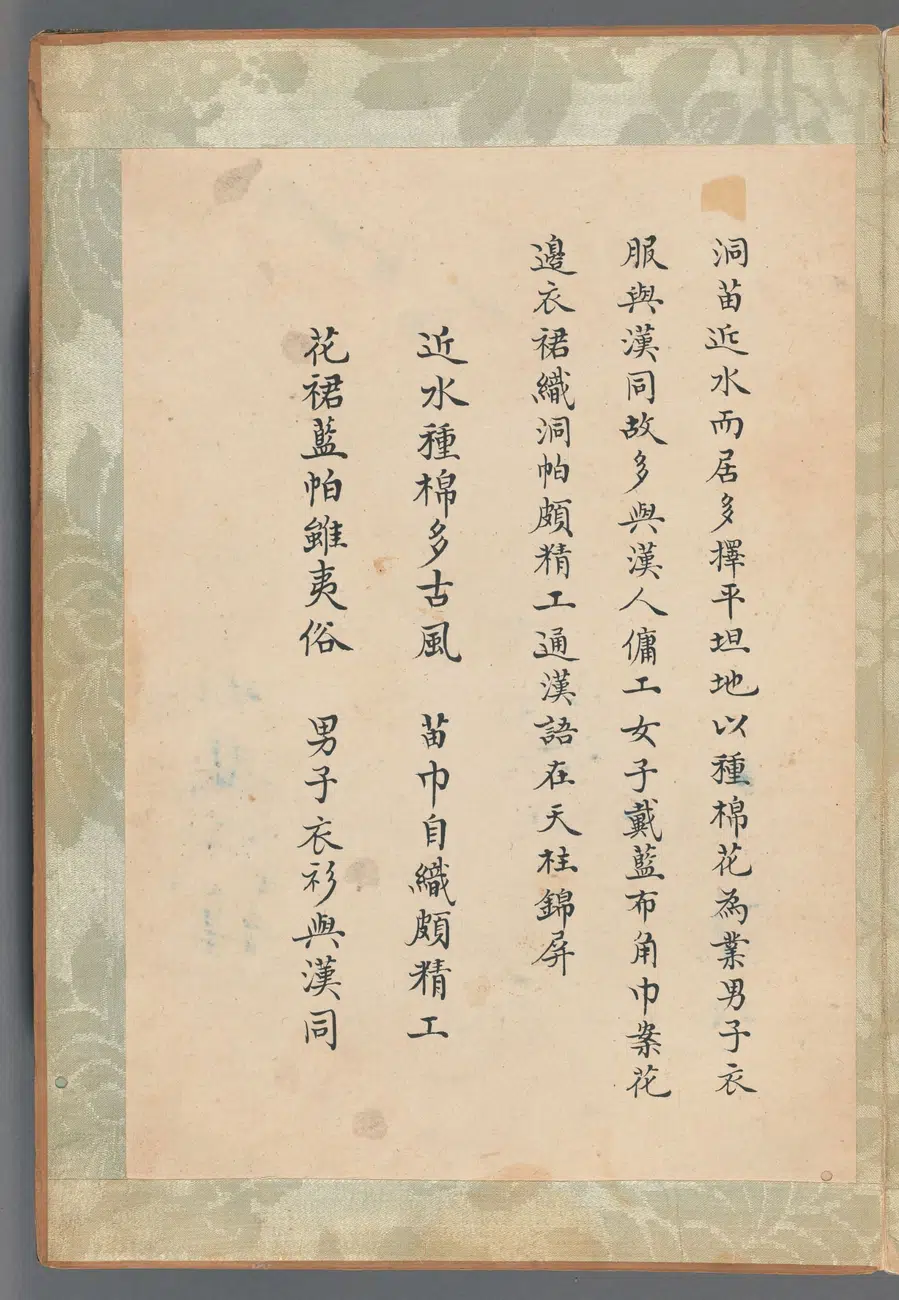 洞苗近水而居多擇平坦地以種棉花為業男子衣
服與漢同故多與漢人傭工女子戴藍布角巾案花
邊衣裙織洞帕頗精工通漢語在天柱錦屏
近水種棉多古風 苗巾自織頗精工
花裙藍帕雖夷俗 男子衣衫與漢同